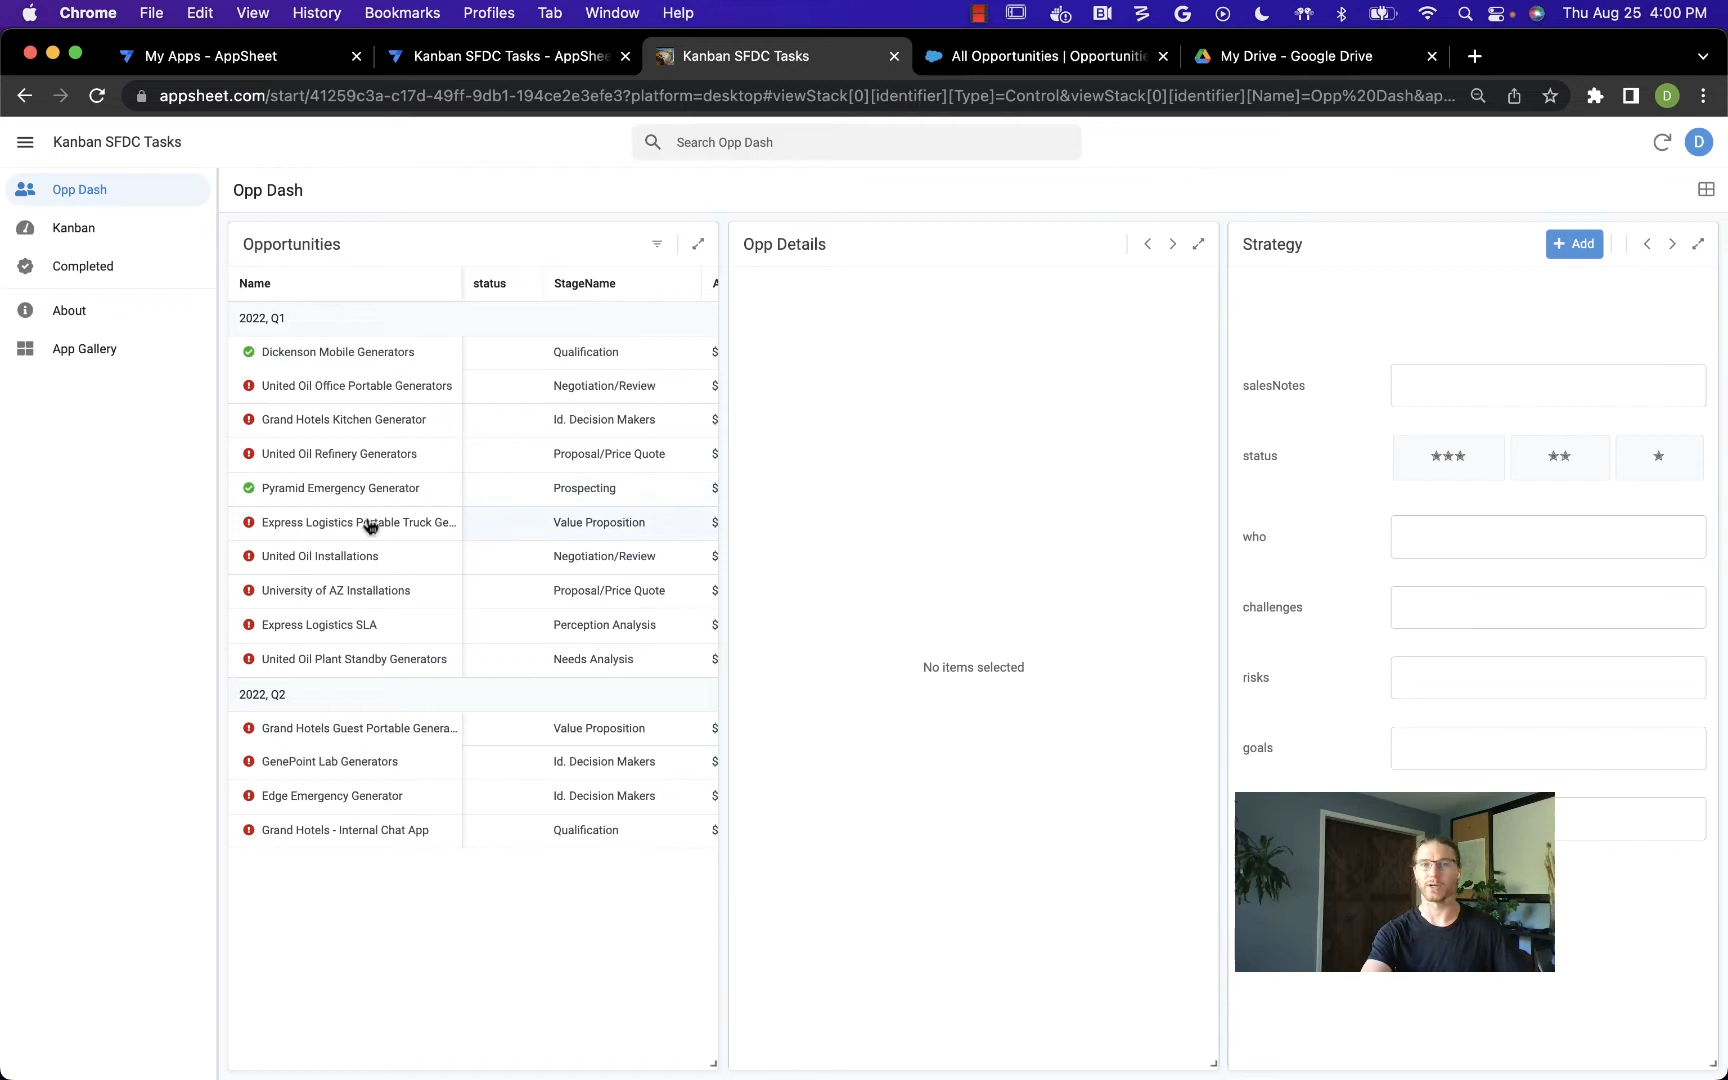 Chrome File Edit View History Bookmarks Profiles Tab Window Help Thu Aug 25 4:00 PM
My Apps - AppSheet
Kanban SFDC Tasks - AppShee
Kanban SFDC Tasks
All Opportunities | Opportunitie
My Drive - Google Drive
appsheet.com/start/41259c3a-c17d-49ff-9db1-194ce2e3efe3?platform=desktop#viewStack[0][identifier][Type]=Control&viewStack[0][identifier][Name]=Opp%20Dash&ap...
D
Kanban SFDC Tasks
Search Opp Dash
D
Opp Dash
Kanban
Completed
About
App Gallery
Opp Dash
Opportunities
Name status StageName A
2022, Q1
Dickenson Mobile Generators Qualification $
United Oil Office Portable Generators Negotiation/Review $
Grand Hotels Kitchen Generator Id. Decision Makers $
United Oil Refinery Generators Proposal/Price Quote $
Pyramid Emergency Generator Prospecting $
Express Logistics Portable Truck Ge... Value Proposition $
United Oil Installations Negotiation/Review $
University of AZ Installations Proposal/Price Quote $
Express Logistics SLA Perception Analysis $
United Oil Plant Standby Generators Needs Analysis $
2022, Q2
Grand Hotels Guest Portable Genera... Value Proposition $
GenePoint Lab Generators Id. Decision Makers $
Edge Emergency Generator Id. Decision Makers $
Grand Hotels - Internal Chat App Qualification $
Opp Details
No items selected
Strategy
+ Add
salesNotes
status ★★★ ★★ ★
who
challenges
risks
goals